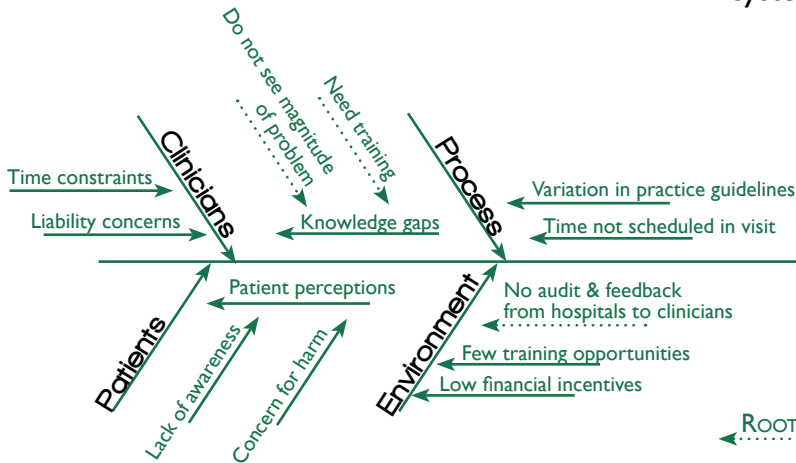 syste
Do not see magnitude
of problem
Need training
Clinicians
Process
Time constraints
Variation in practice guidelines
Liability concerns
Knowledge gaps
Time not scheduled in visit
Patient perceptions
No audit & feedback
from hospitals to clinicians
Patients
Environment
Few training opportunities
Lack of awareness
Concern for harm
Low financial incentives
ROOT